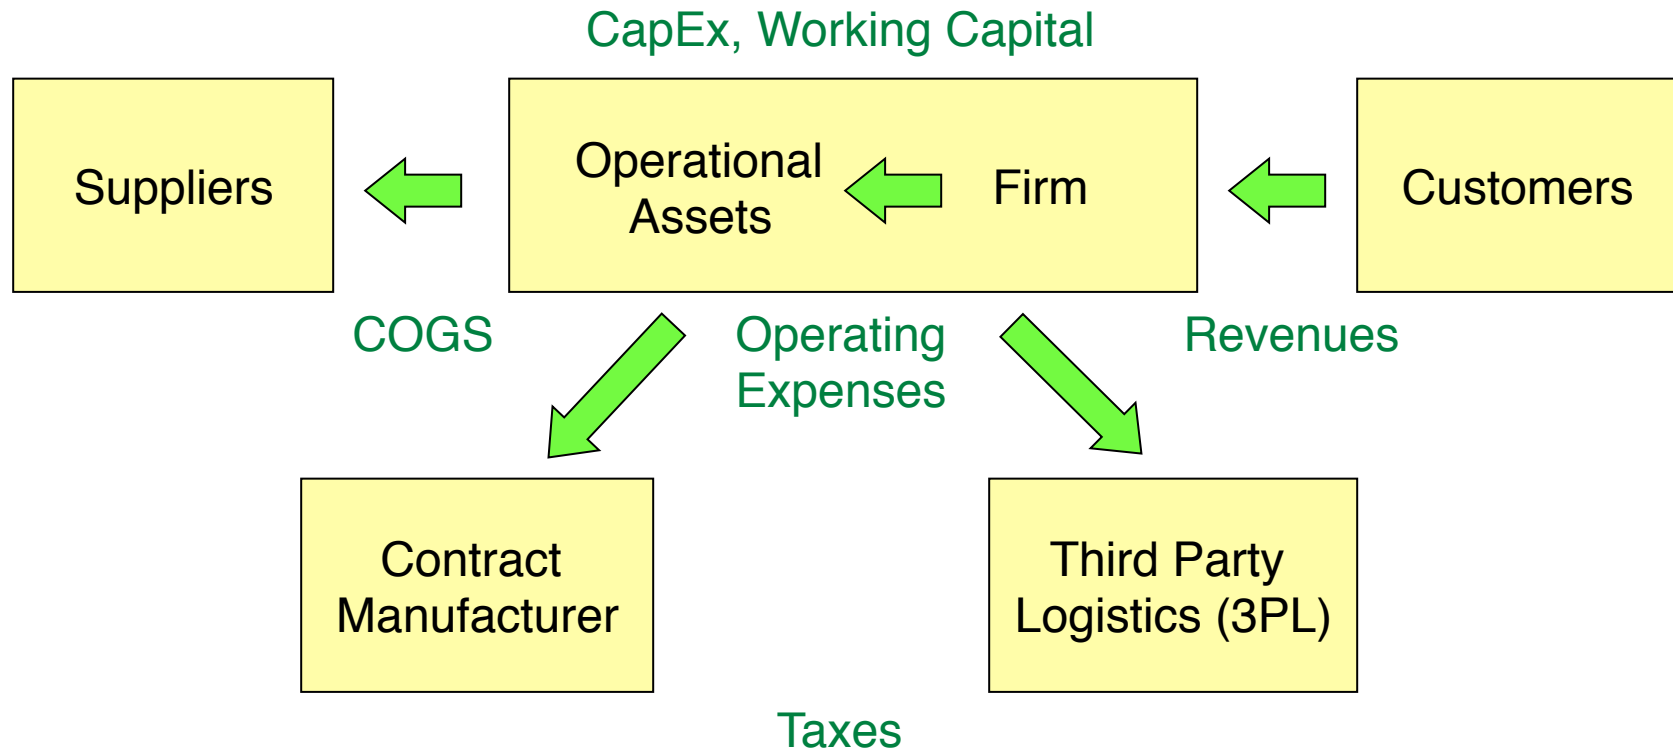 CapEx, Working Capital
Suppliers
Operational
Assets
Firm
Customers
COGS
Operating
Expenses
Revenues
Contract
Manufacturer
Third Party
Logistics (3PL)
Taxes